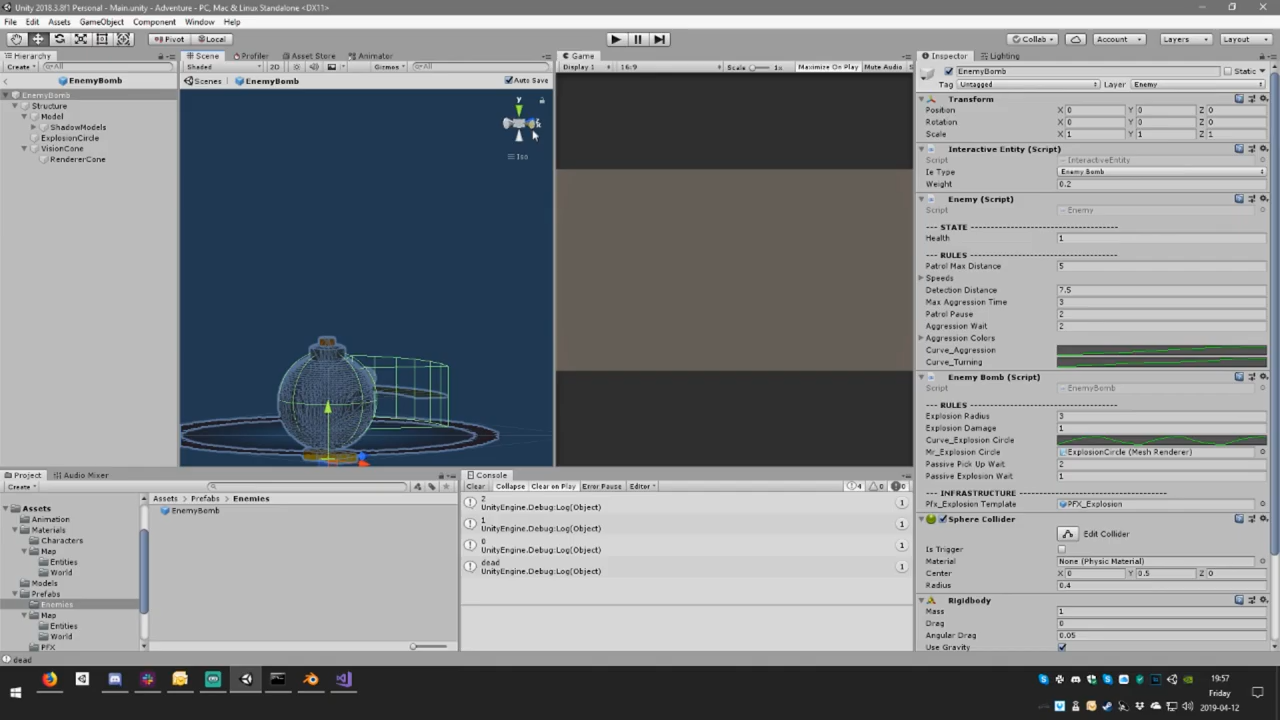 Unity 2018.3.8f1 Personal - Main.unity - Adventure - PC, Mac & Linux Standalone <DX11>
File Edit Assets GameObject Component Window Help
Pivot Local Collab Account Layers Layout
Hierarchy Scene Profiler Asset Store Animator Game Inspector Lighting
Create All Shaded 2D Gizmos All Display 1 16:9 Scale 1x Maximize On Play Mute Audio
EnemyBomb Static
EnemyBomb Scenes EnemyBomb Auto Save
Tag Untagged Layer Enemy
EnemyBomb
Structure
Model
ShadowModels
ExplosionCircle
VisionCone
RendererCone
y
Iso
Transform
Position X 0 Y 0 Z 0
Rotation X 0 Y 0 Z 0
Scale X 1 Y 1 Z 1
Interactive Entity (Script)
Script InteractiveEntity
Ie Type Enemy Bomb
Weight 0.2
Enemy (Script)
Script Enemy
--- STATE ------------------------------------
Health 1
--- RULES ------------------------------------
Patrol Max Distance 5
Speeds
Detection Distance 7.5
Max Aggression Time 3
Patrol Pause 2
Aggression Wait 2
Aggression Colors
Curve_Aggression
Curve_Turning
Enemy Bomb (Script)
Script EnemyBomb
--- RULES ------------------------------------
Explosion Radius 3
Explosion Damage 1
Curve_Explosion Circle
Mr_Explosion Circle ExplosionCircle (Mesh Renderer)
Passive Pick Up Wait 2
Passive Explosion Wait 1
--- INFRASTRUCTURE -------------------------
Pfx_Explosion Template PFX_Explosion
Sphere Collider
Edit Collider
Is Trigger
Material None (Physic Material)
Center X 0 Y 0.5 Z 0
Radius 0.4
Rigidbody
Mass 1
Drag 0
Angular Drag 0.05
Use Gravity
Project Audio Mixer
Create
Assets
Animation
Materials
Characters
Map
Entities
World
Models
Prefabs
Enemies
Map
Entities
World
PFX
Assets Prefabs Enemies
EnemyBomb
Console
Clear Collapse Clear on Play Error Pause Editor 4 0 0
2
UnityEngine.Debug:Log(Object) 1
1
UnityEngine.Debug:Log(Object) 1
0
UnityEngine.Debug:Log(Object) 1
dead
UnityEngine.Debug:Log(Object) 1
dead
19:57
Friday
2019-04-12